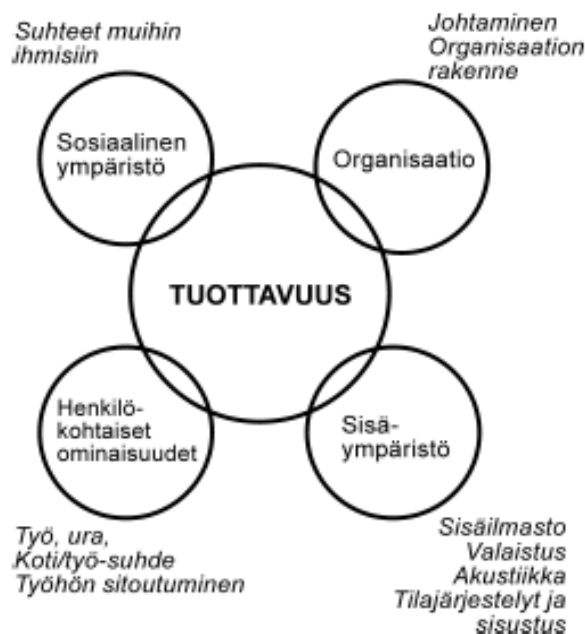 Suhteet muihin
ihmisiin
Johtaminen
Organisaation
rakenne
Sosiaalinen
ympäristö
Organisaatio
TUOTTAVUUS
Henkilö-
kohtaiset
ominaisuudet
Sisä-
ympäristö
Työ, ura,
Koti/työ-suhde
Työhön sitoutuminen
Sisäilmasto
Valaistus
Akustiikka
Tilajärjestelyt ja
sisustus